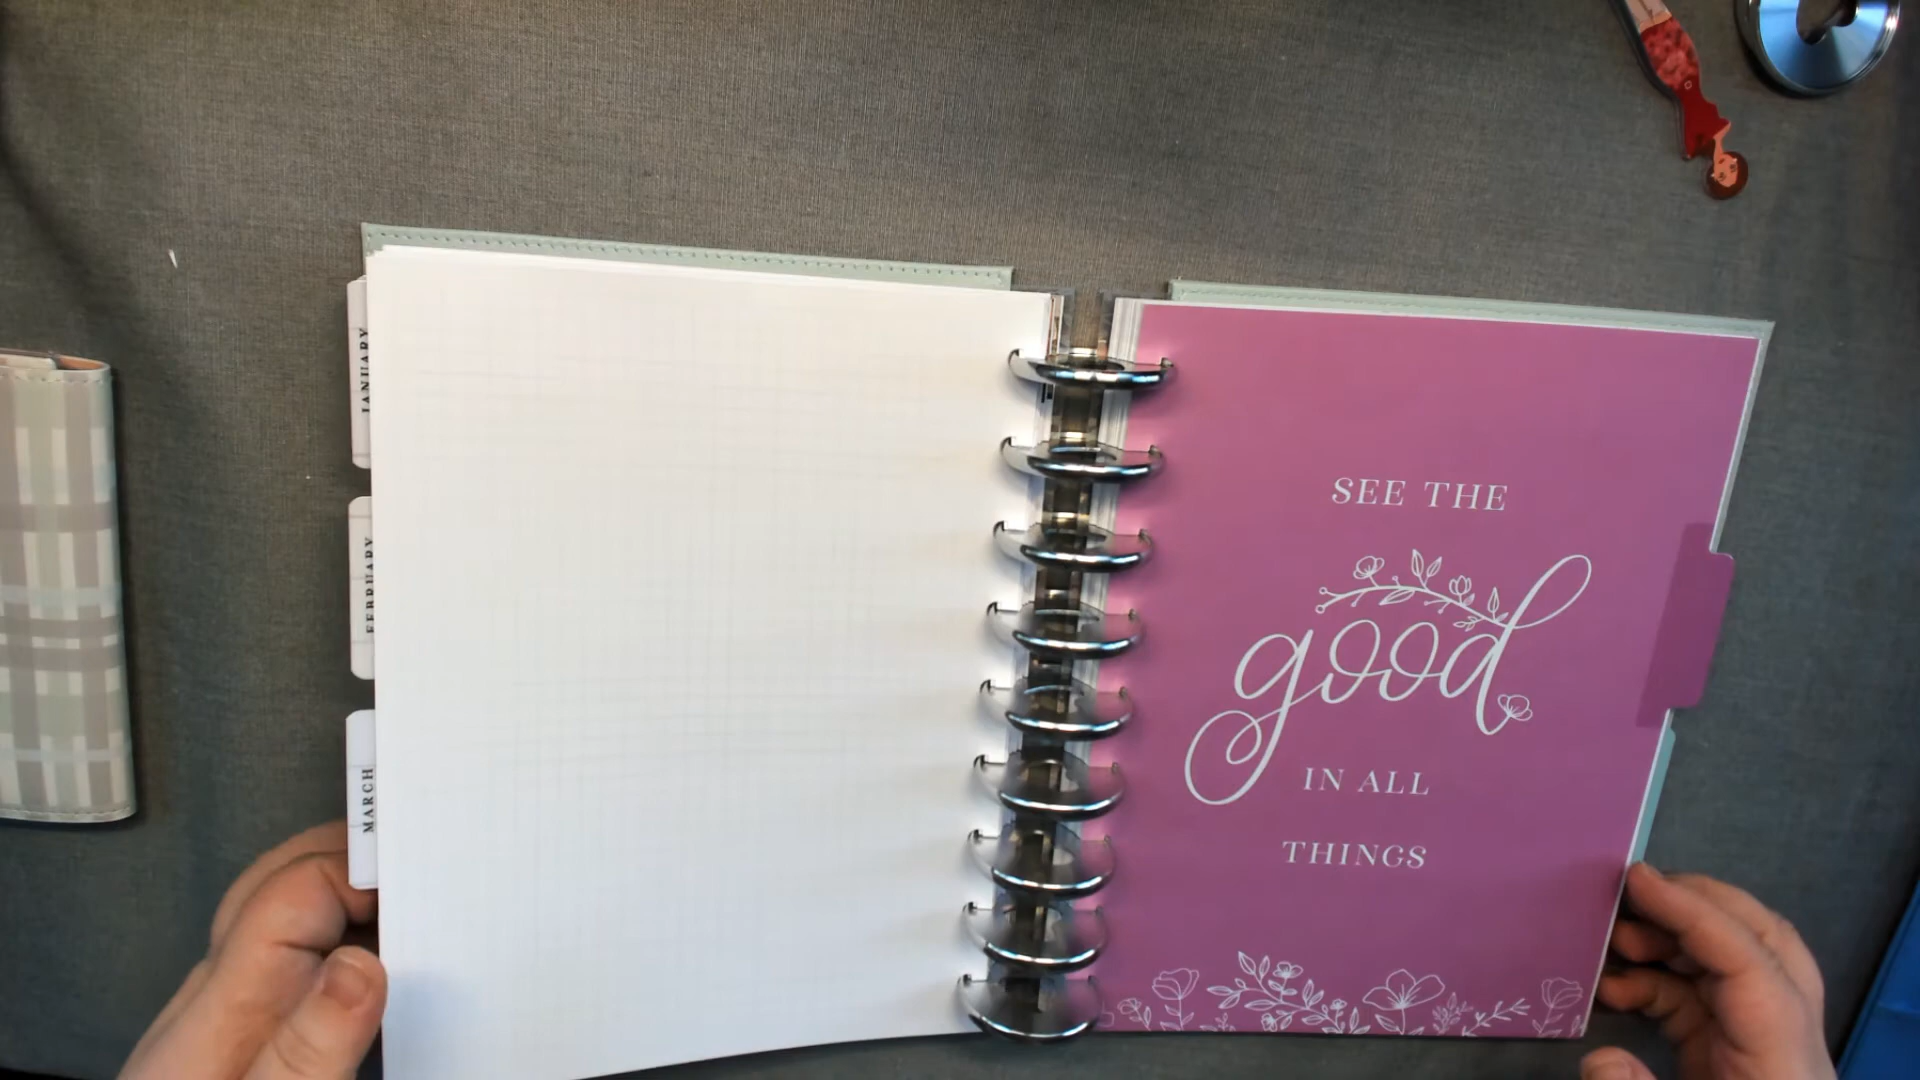 JANUARY
FEBRUARY
MARCH
SEE THE
good
IN ALL
THINGS